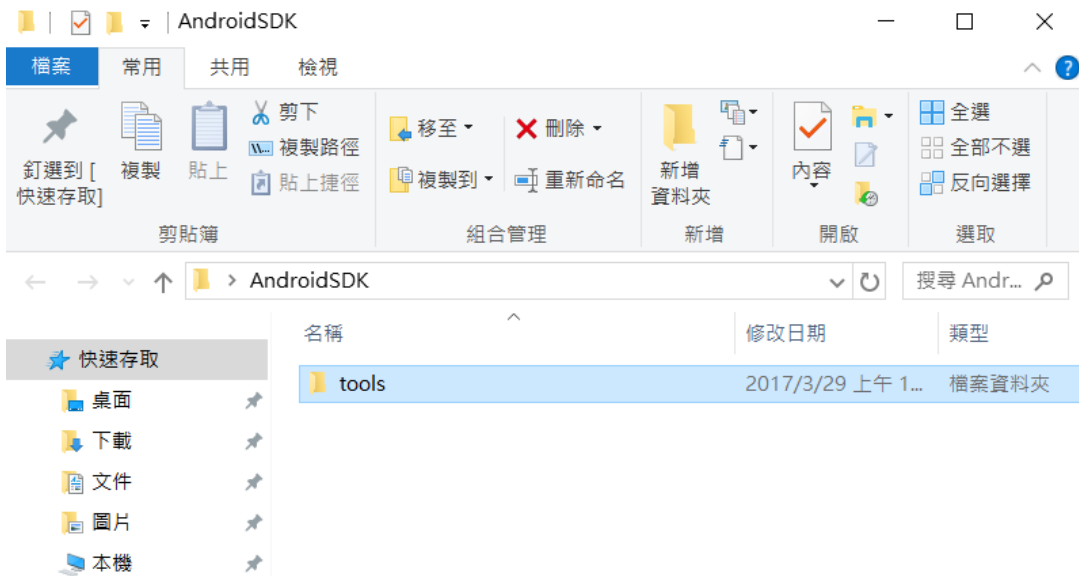 AndroidSDK
檔案 常用 共用 檢視
釘選到 [
快速存取]
複製
貼上
剪下
複製路徑
貼上捷徑
剪貼簿
移至
複製到
刪除
重新命名
組合管理
新增
資料夾
新增
內容
開啟
全選
全部不選
反向選擇
選取
AndroidSDK
搜尋 Andr...
名稱 修改日期 類型
快速存取
tools 2017/3/29 上午 1... 檔案資料夾
桌面
下載
文件
圖片
本機